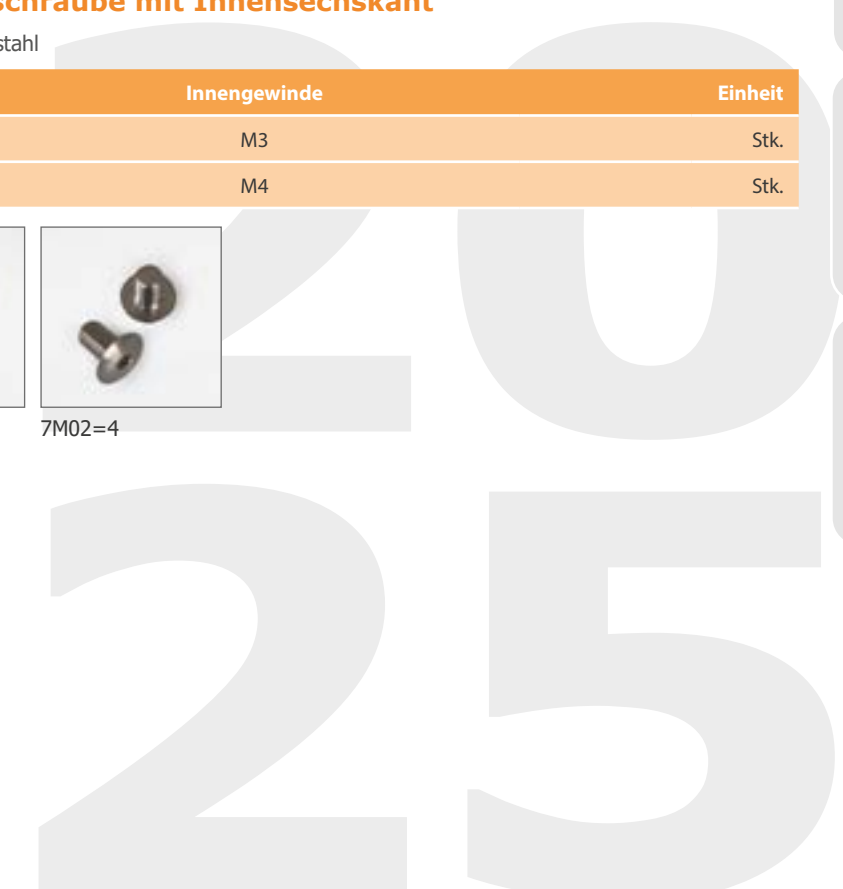 schraube mit Innensechskant
stahl
Innengewinde Einheit
M3 Stk.
M4 Stk.
7M02=4
20
25